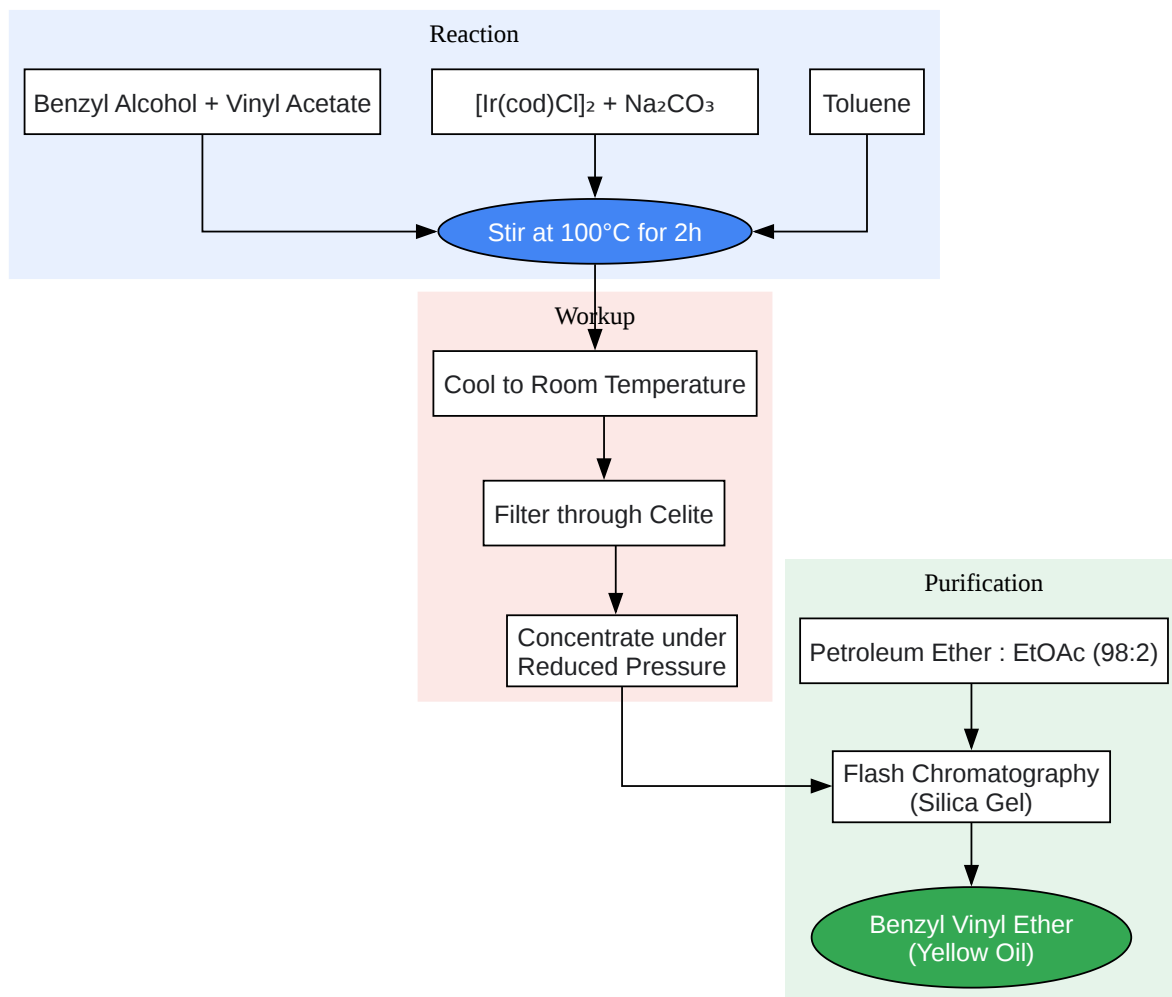 Reaction
Benzyl Alcohol + Vinyl Acetate
[Ir(cod)Cl]₂ + Na₂CO₃
Toluene
Stir at 100°C for 2h
Workup
Cool to Room Temperature
Filter through Celite
Concentrate under
Reduced Pressure
Purification
Petroleum Ether : EtOAc (98:2)
Flash Chromatography
(Silica Gel)
Benzyl Vinyl Ether
(Yellow Oil)